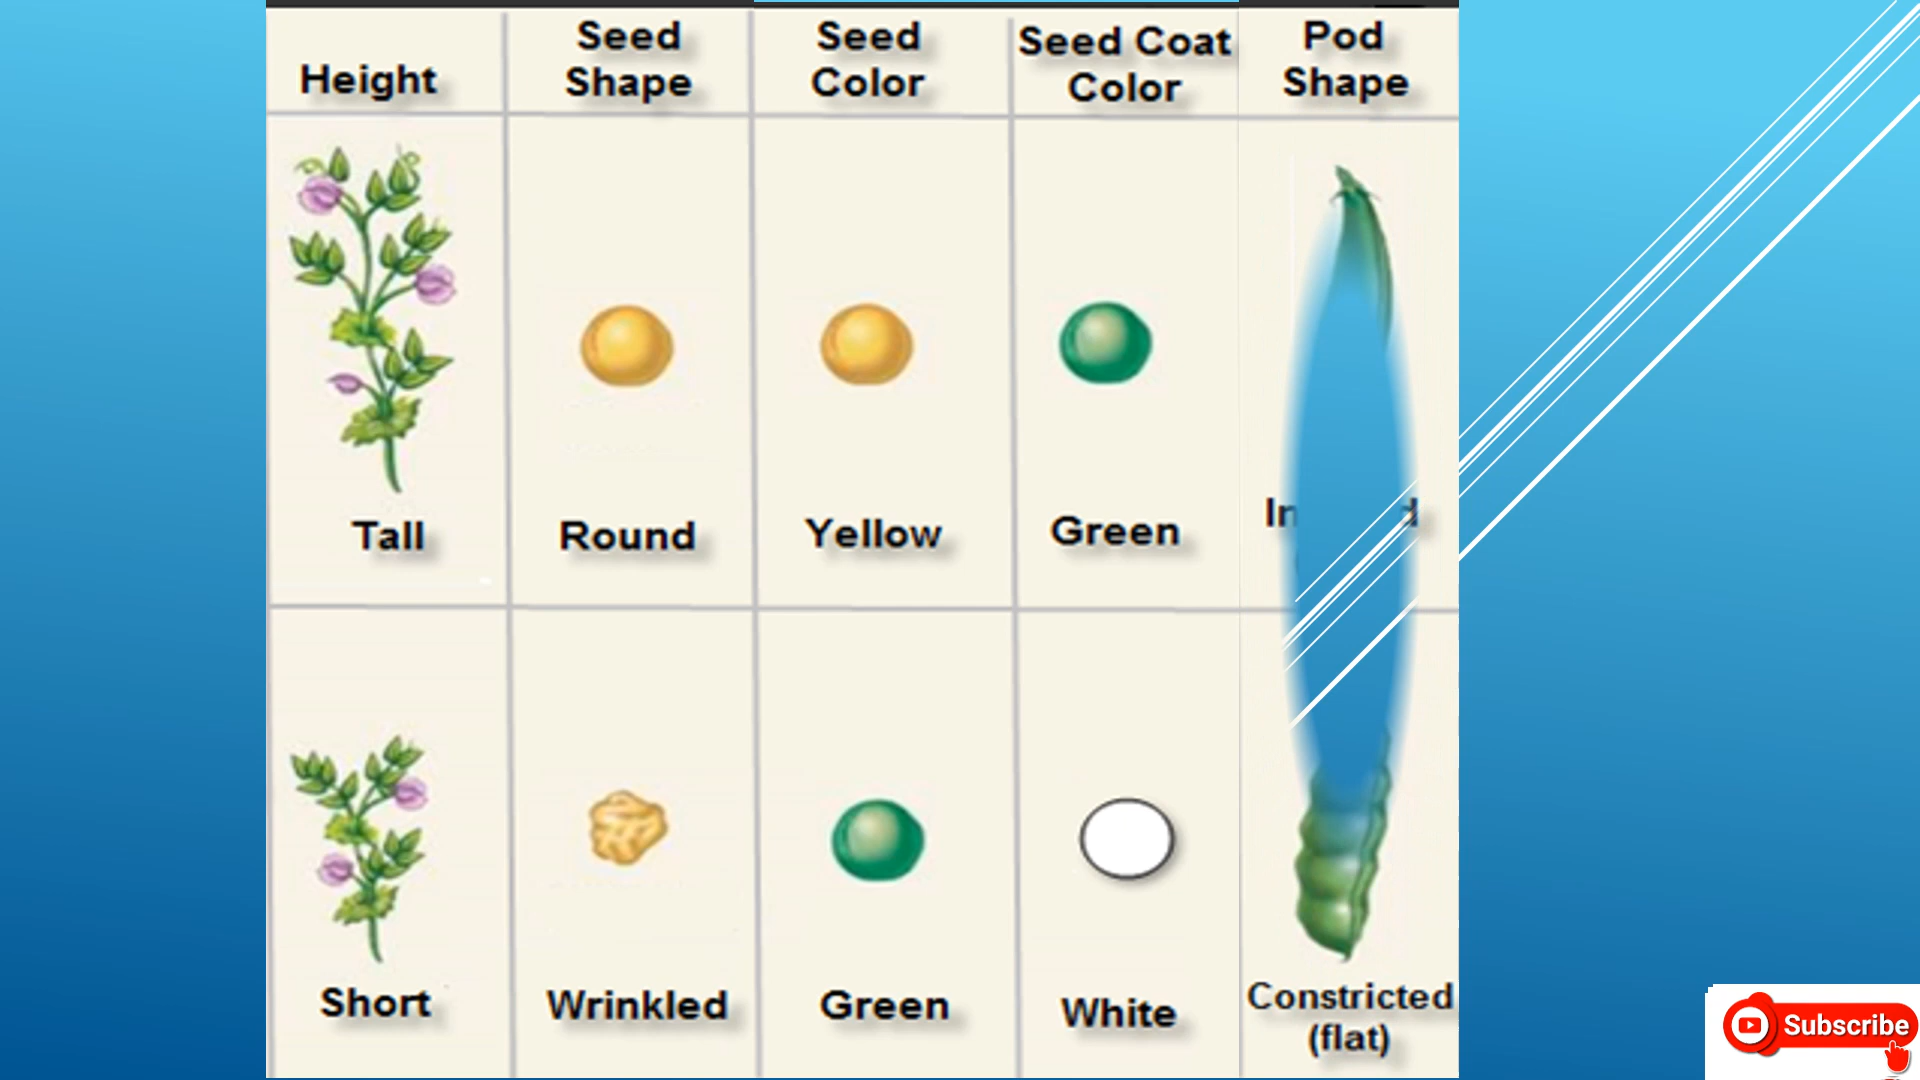 Height
Seed
Shape
Seed
Color
Seed Coat
Color
Pod
Shape
Tall
Round
Yellow
Green
Short
Wrinkled
Green
White
Constricted
(flat)
Subscribe